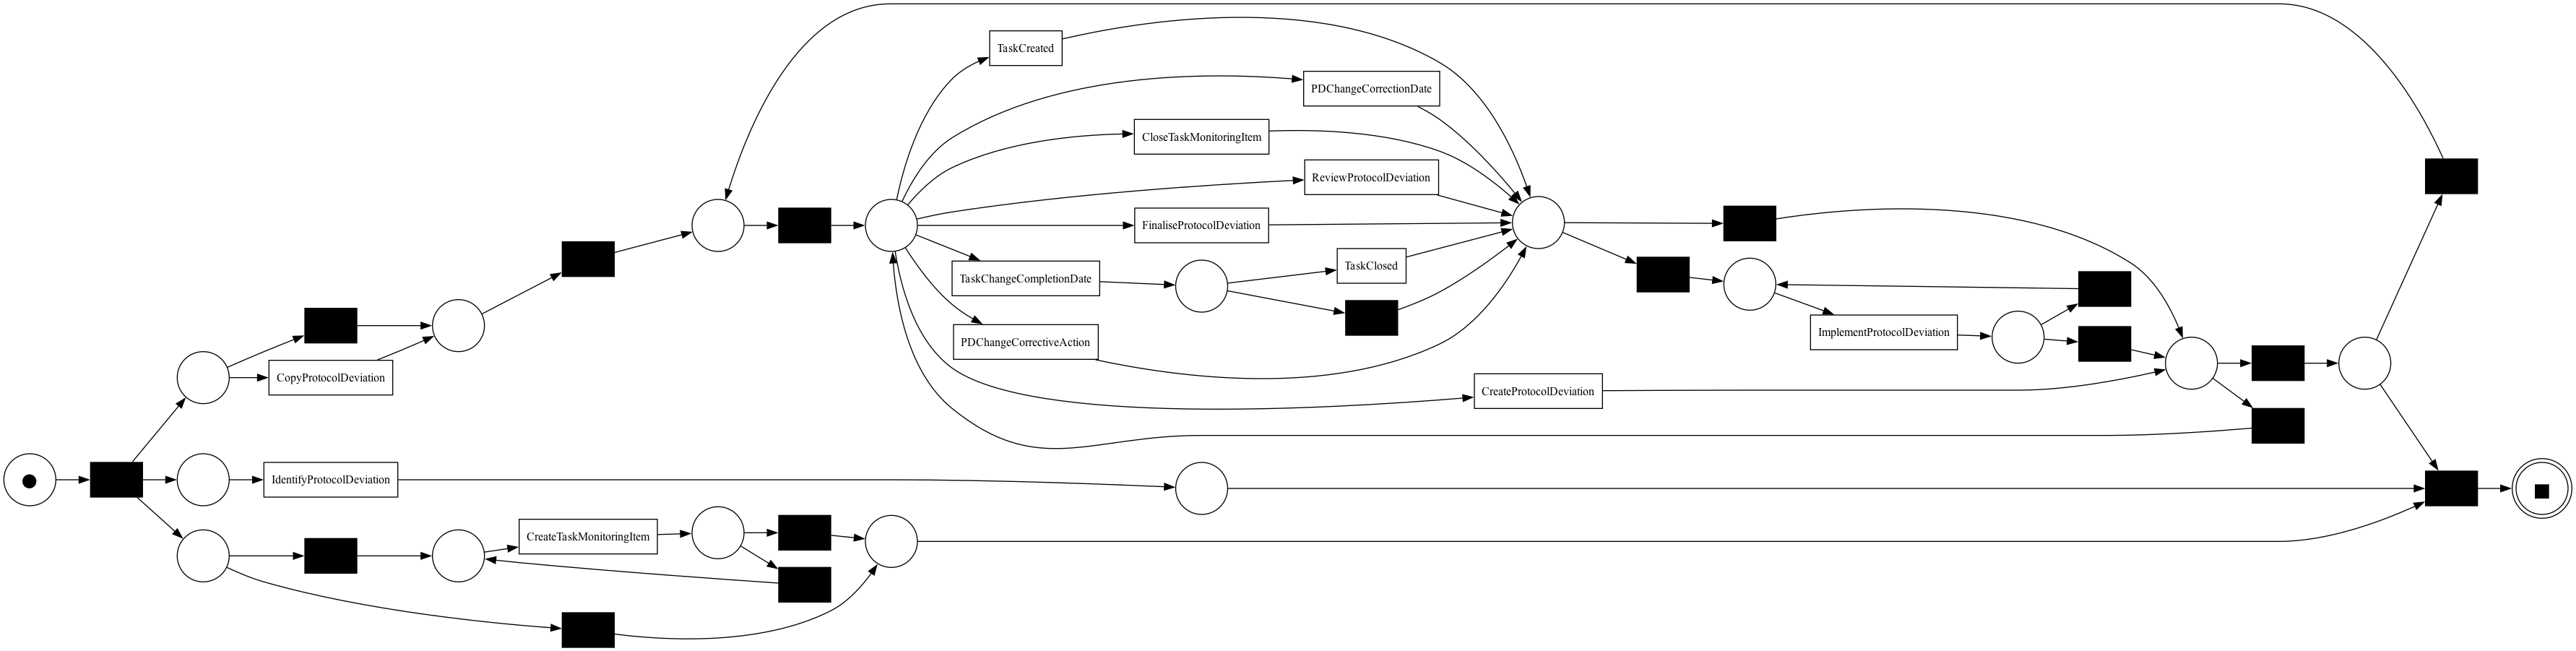 TaskCreated
PDChangeCorrectionDate
CloseTaskMonitoringItem
ReviewProtocolDeviation
FinaliseProtocolDeviation
TaskClosed
TaskChangeCompletionDate
ImplementProtocolDeviation
PDChangeCorrectiveAction
CopyProtocolDeviation
CreateProtocolDeviation
IdentifyProtocolDeviation
CreateTaskMonitoringItem